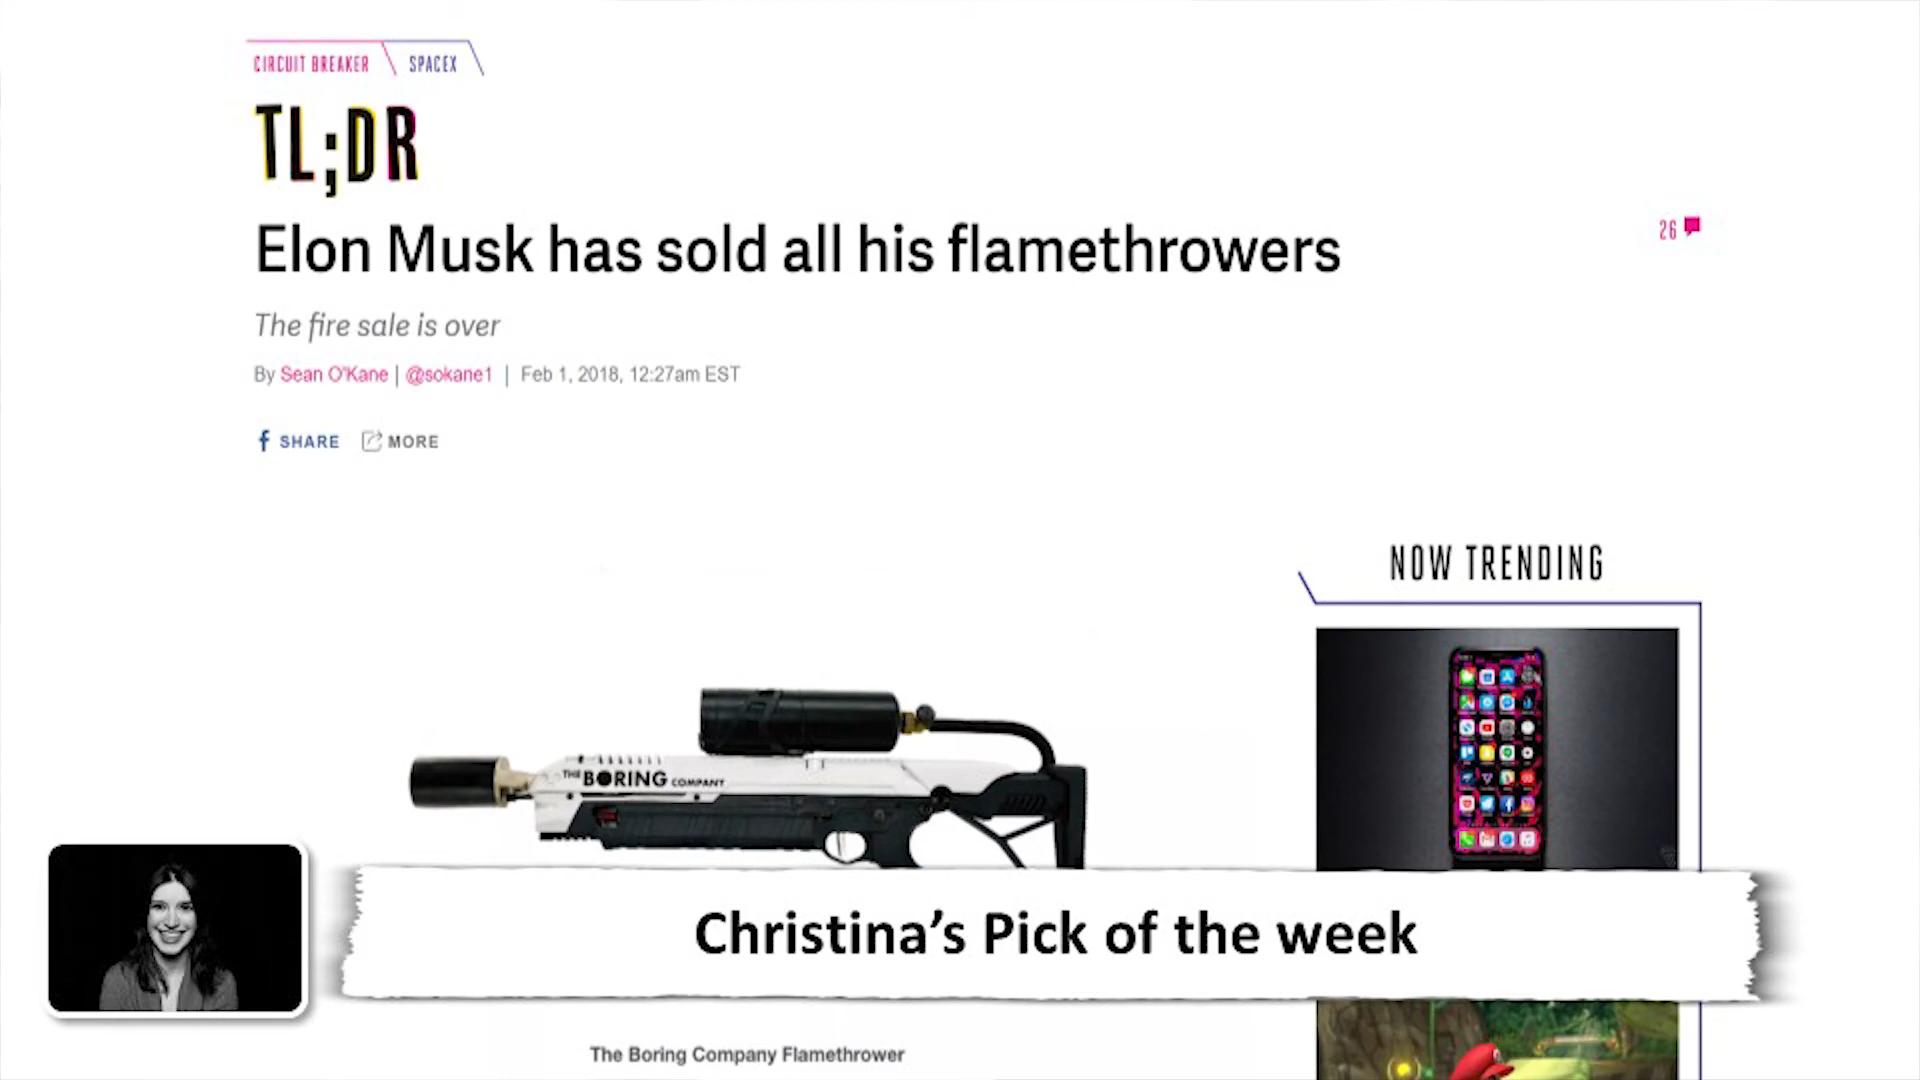 CIRCUIT BREAKER
SPACEX
TL;DR
Elon Musk has sold all his flamethrowers
26
The fire sale is over
By Sean O'Kane | @sokane1 | Feb 1, 2018, 12:27am EST
SHARE
MORE
NOW TRENDING
THE BORING COMPANY
Christina's Pick of the week
The Boring Company Flamethrower